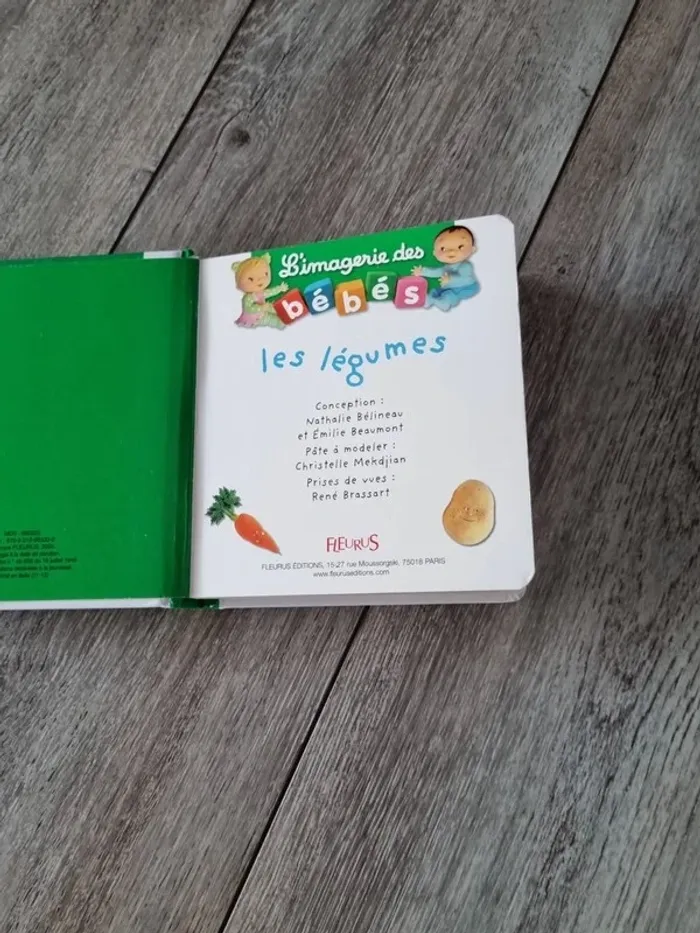 L'imagerie des
bébés
les légumes
Conception :
Nathalie Bélineau
et Émilie Beaumont
Pâte à modeler :
Christelle Mekdjian
Prises de vues :
René Brassart
FLEURUS
FLEURUS ÉDITIONS, 15-27 rue Moussorgski, 75018 PARIS
www.fleuruseditions.com